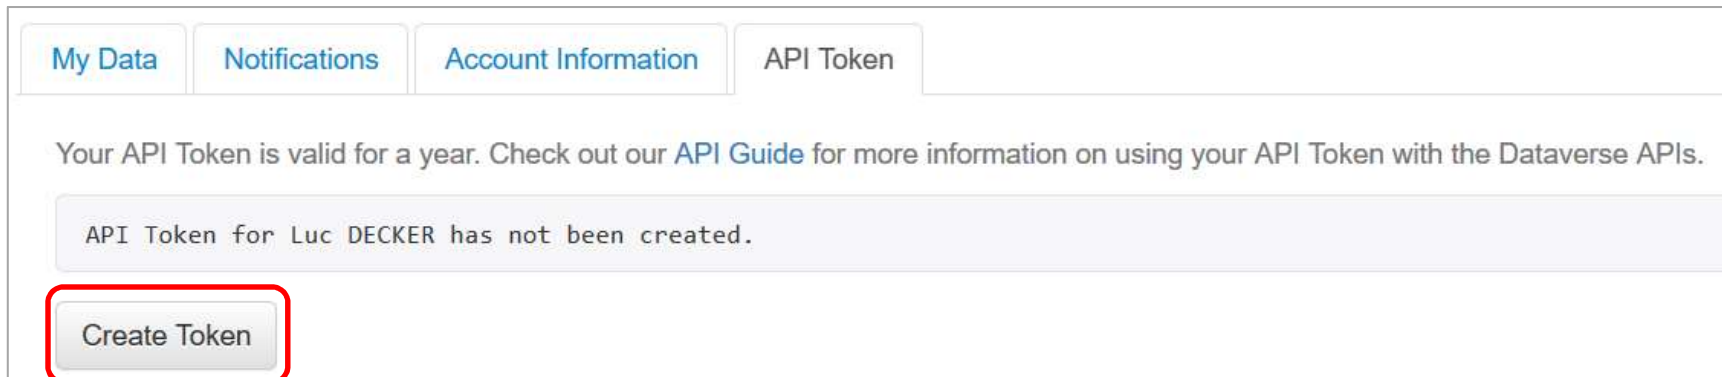 My Data Notifications Account Information API Token
Your API Token is valid for a year. Check out our API Guide for more information on using your API Token with the Dataverse APIs.
API Token for Luc DECKER has not been created.
Create Token